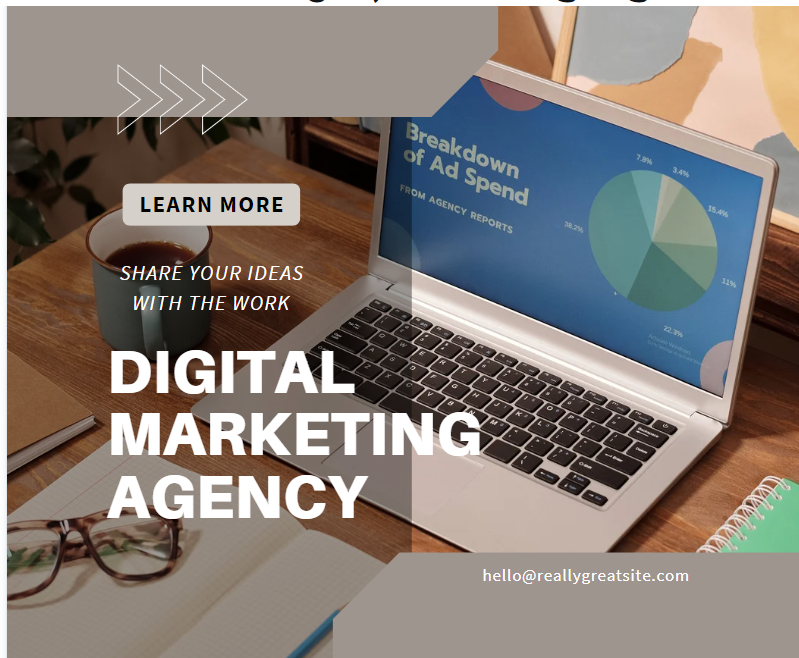 LEARN MORE
SHARE YOUR IDEAS
WITH THE WORK
DIGITAL
MARKETING
AGENCY
Breakdown
of Ad Spend
FROM AGENCY REPORTS
7.8%
3.4%
15.4%
11%
22.3%
38.2%
hello@reallygreatsite.com